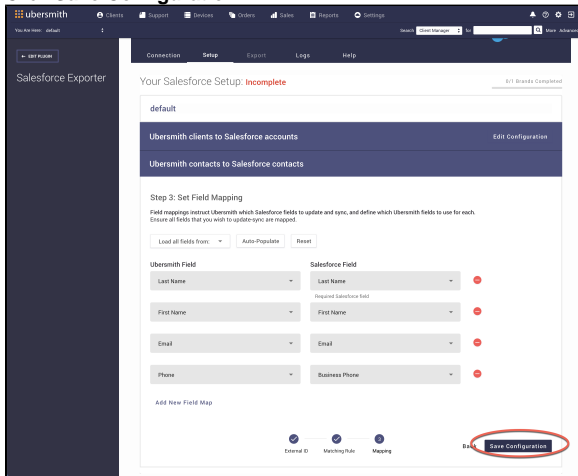 ubersmith Clients Support Devices Orders Sales Reports Settings
You Are Here: default Search Client Manager for More Advanced
← EDIT PLUGIN
Salesforce Exporter
Connection Setup Export Logs Help
Your Salesforce Setup: Incomplete
0/1 Brands Completed
default
Ubersmith clients to Salesforce accounts Edit Configuration
Ubersmith contacts to Salesforce contacts
Step 3: Set Field Mapping
Field mappings instruct Ubersmith which Salesforce fields to update and sync, and define which Ubersmith fields to use for each.
Ensure all fields that you wish to update-sync are mapped.
Load all fields from: Auto-Populate Reset
Ubersmith Field Salesforce Field
Last Name Last Name
Required Salesforce field
First Name First Name
Email Email
Phone Business Phone
Add New Field Map
3
External ID Matching Rule Mapping
Back Save Configuration